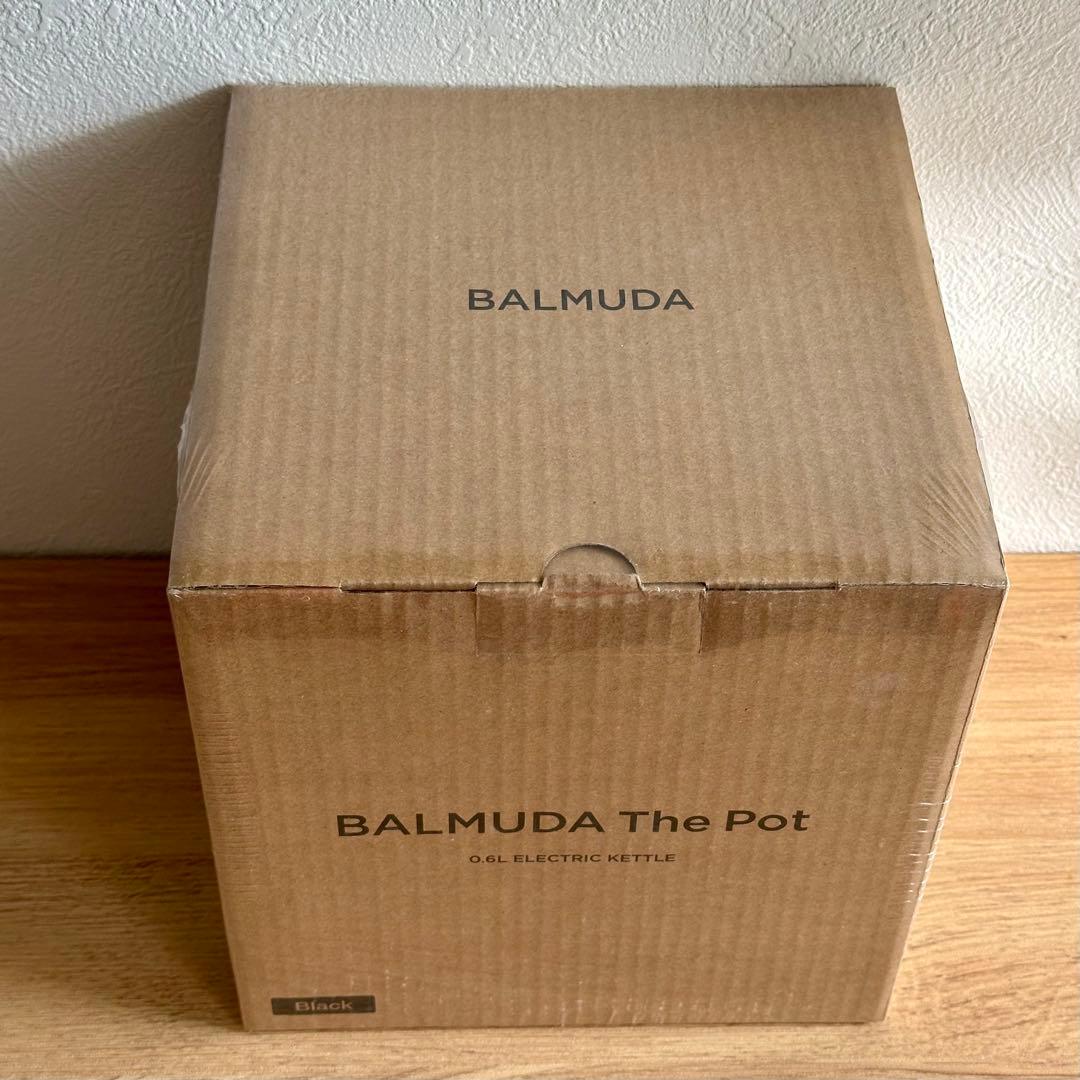 BALMUDA
BALMUDA The Pot
0.6L ELECTRIC KETTLE
Black